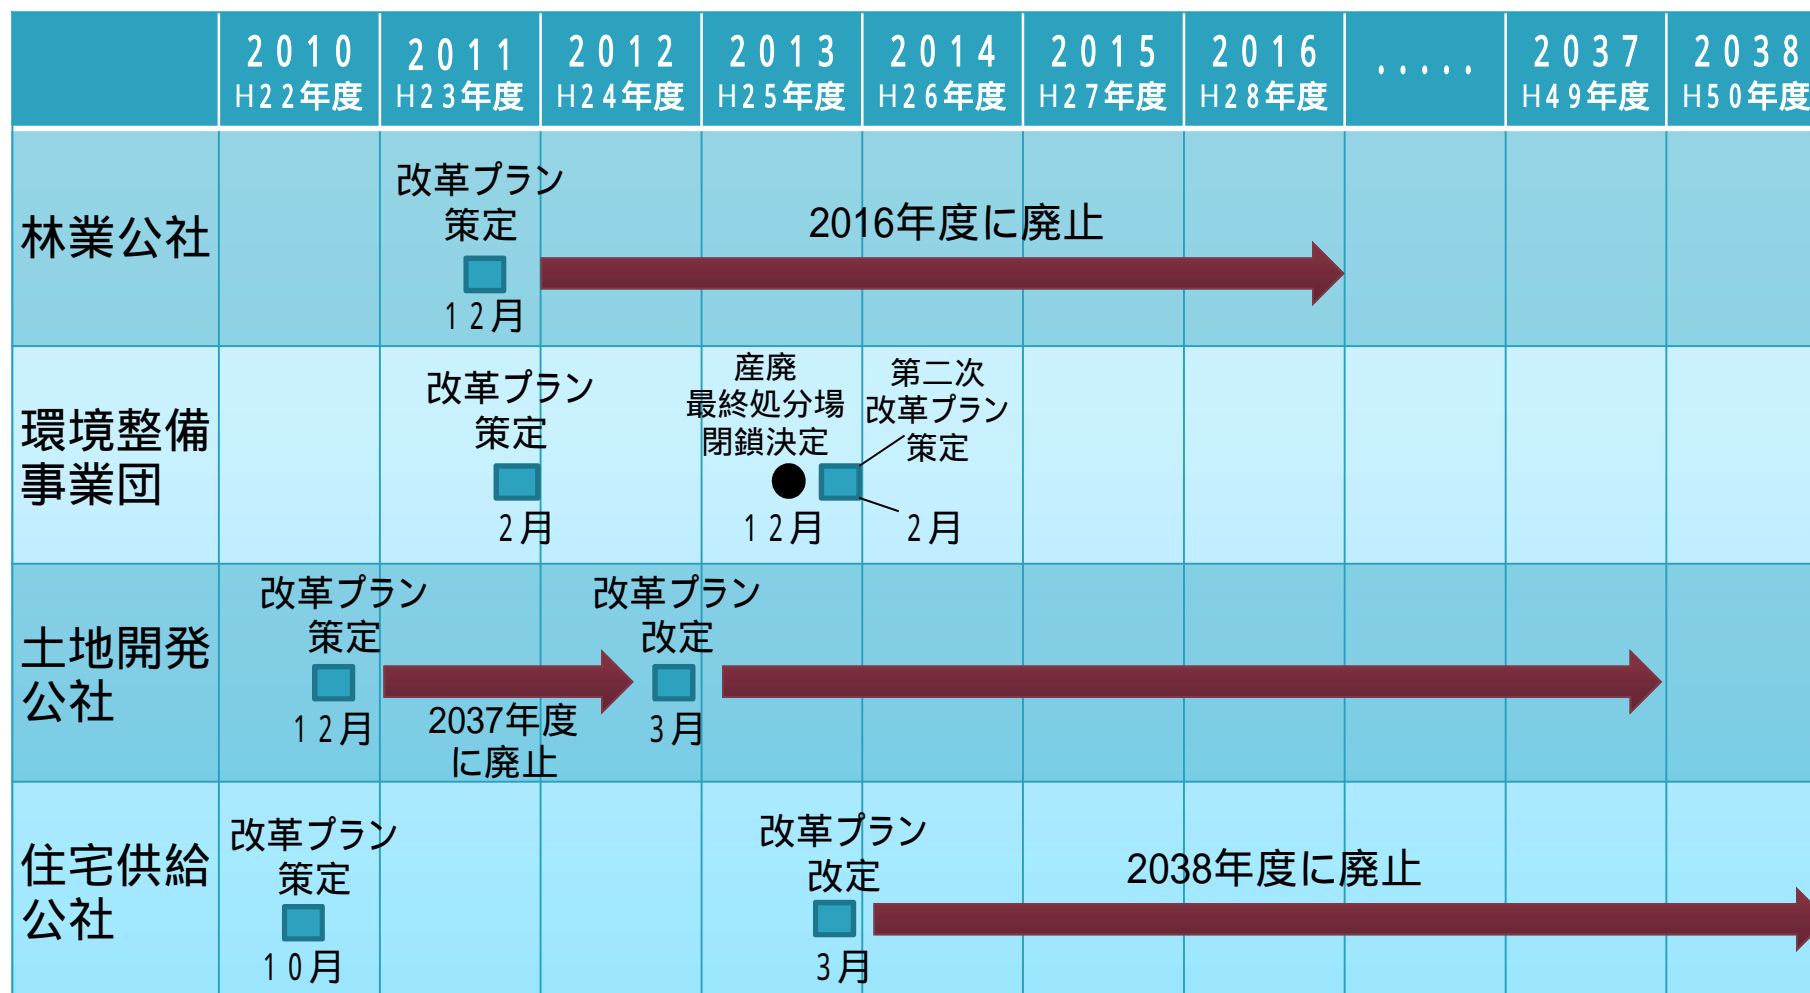 2010
H22年度
2011
H23年度
2012
H24年度
2013
H25年度
2014
H26年度
2015
H27年度
2016
H28年度
.....
2037
H49年度
2038
H50年度
林業公社
改革プラン
策定
12月
2016年度に廃止
環境整備
事業団
改革プラン
策定
2月
産廃
最終処分場
閉鎖決定
12月
第二次
改革プラン
策定
2月
土地開発
公社
改革プラン
策定
12月
2037年度
に廃止
改革プラン
改定
3月
住宅供給
公社
改革プラン
策定
10月
改革プラン
改定
3月
2038年度に廃止